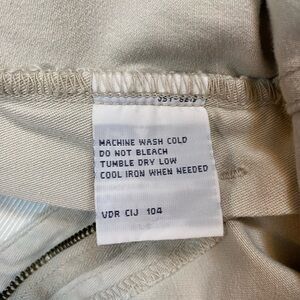 MACHINE WASH COLD
DO NOT BLEACH
TUMBLE DRY LOW
COOL IRON WHEN NEEDED
VDR CIJ 104